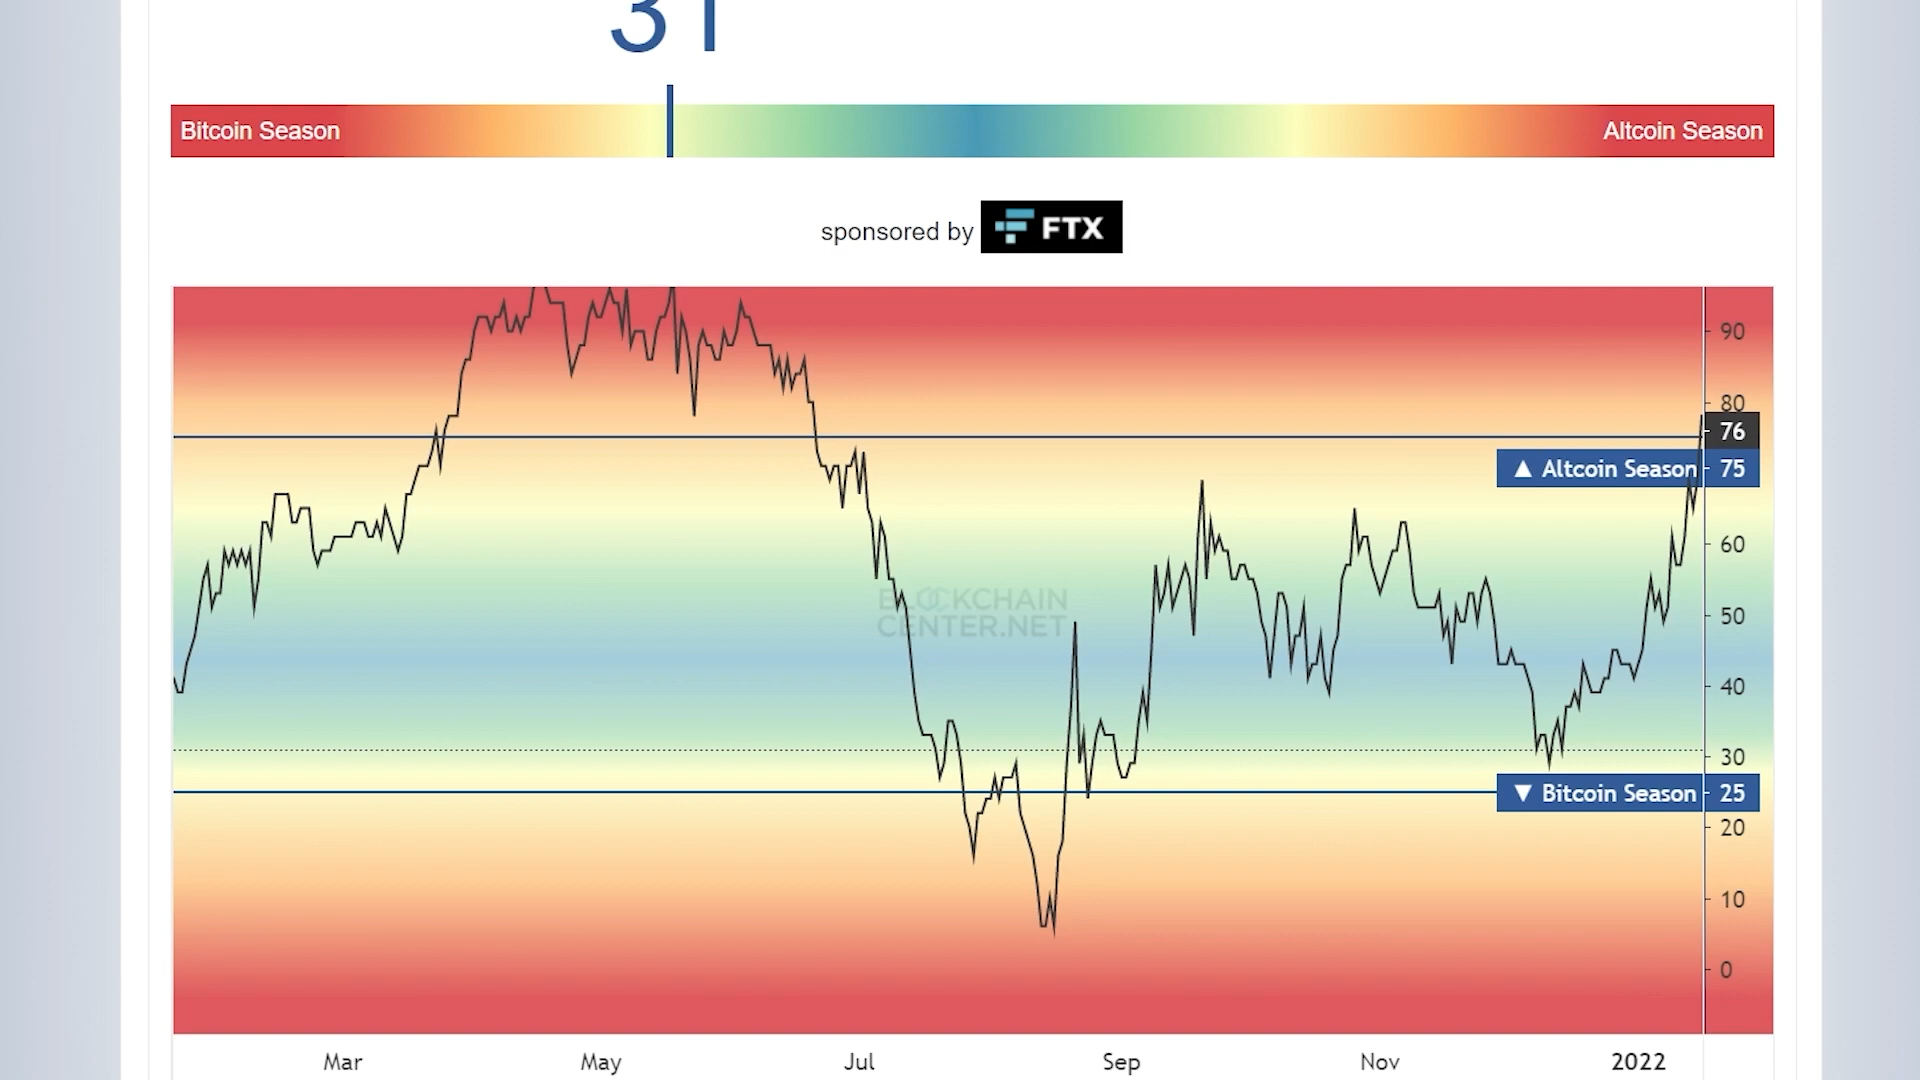 31
Bitcoin Season
Altcoin Season
sponsored by FTX
90
80
76
▲ Altcoin Season 75
60
BLOCKCHAIN
CENTER.NET
50
40
30
▼ Bitcoin Season 25
20
10
0
Mar May Jul Sep Nov 2022